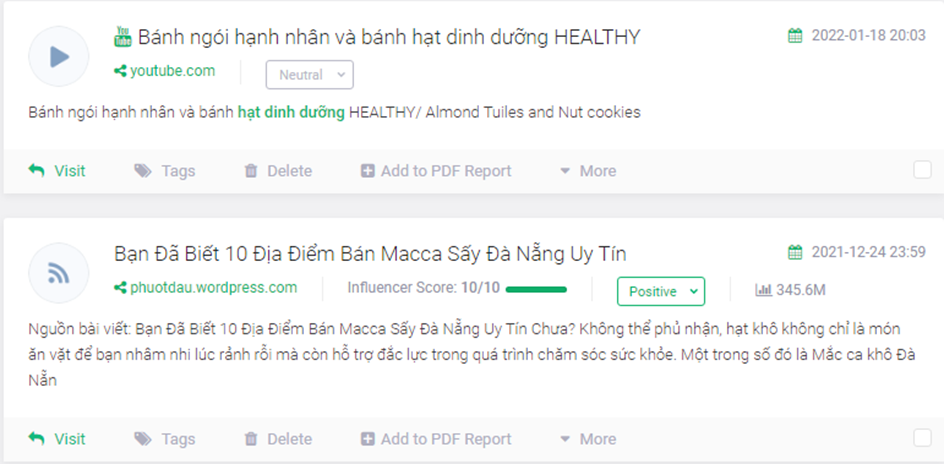 You Tube Bánh ngói hạnh nhân và bánh hạt dinh dưỡng HEALTHY 2022-01-18 20:03
youtube.com Neutral
Bánh ngói hạnh nhân và bánh hạt dinh dưỡng HEALTHY/ Almond Tuiles and Nut cookies
Visit Tags Delete Add to PDF Report More
Bạn Đã Biết 10 Địa Điểm Bán Macca Sấy Đà Nẵng Uy Tín 2021-12-24 23:59
phuotdau.wordpress.com Influencer Score: 10/10 Positive 345.6M
Nguồn bài viết: Bạn Đã Biết 10 Địa Điểm Bán Macca Sấy Đà Nẵng Uy Tín Chưa? Không thể phủ nhận, hạt khô không chỉ là món
ăn vặt để bạn nhâm nhi lúc rảnh rỗi mà còn hỗ trợ đắc lực trong quá trình chăm sóc sức khỏe. Một trong số đó là Mắc ca khô Đà
Nẵn
Visit Tags Delete Add to PDF Report More